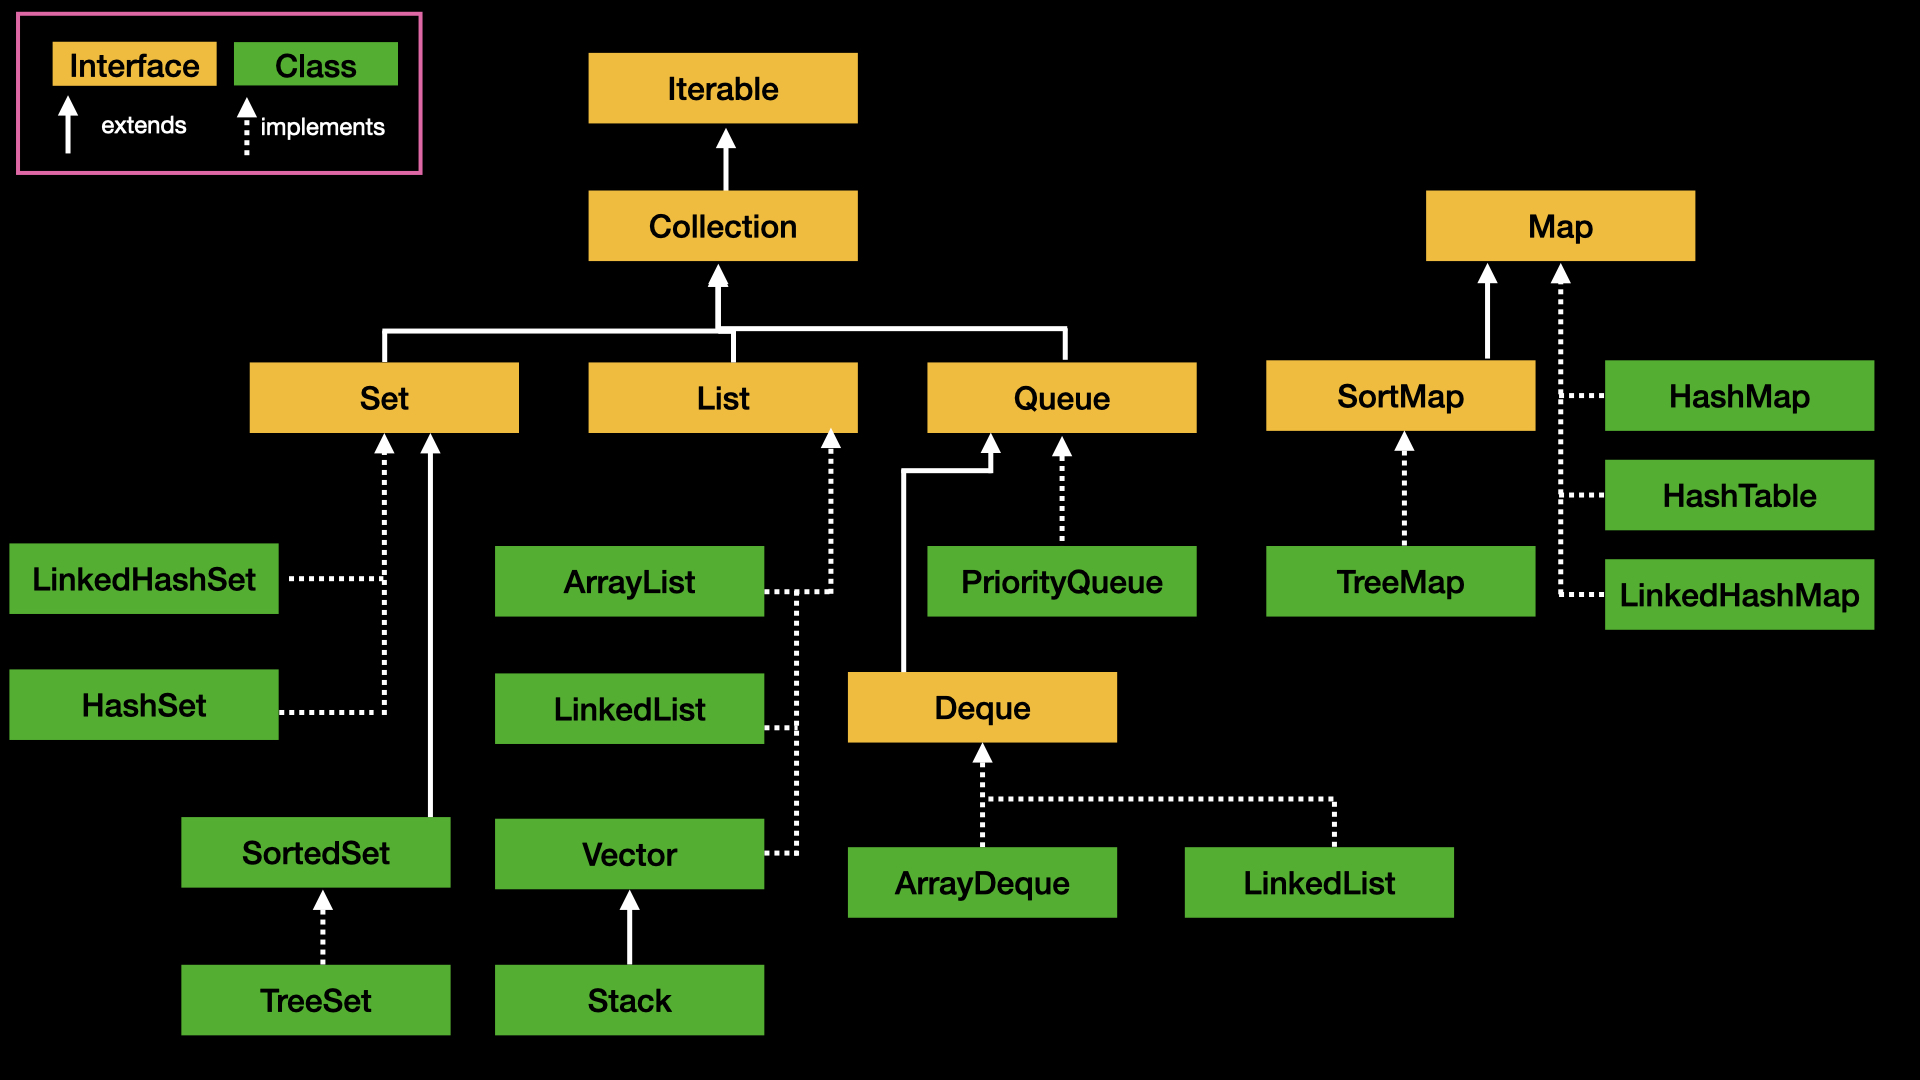 Interface
Class
extends
implements
Iterable
Collection
Map
Set
List
Queue
SortMap
HashMap
HashTable
LinkedHashSet
ArrayList
PriorityQueue
TreeMap
LinkedHashMap
HashSet
LinkedList
Deque
SortedSet
Vector
ArrayDeque
LinkedList
TreeSet
Stack